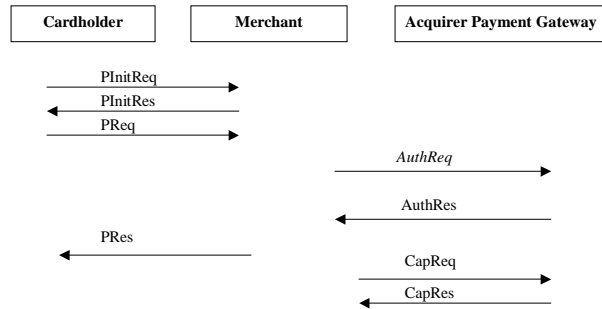 Cardholder
Merchant
Acquirer Payment Gateway
PInitReq
PInitRes
PReq
AuthReq
AuthRes
PRes
CapReq
CapRes